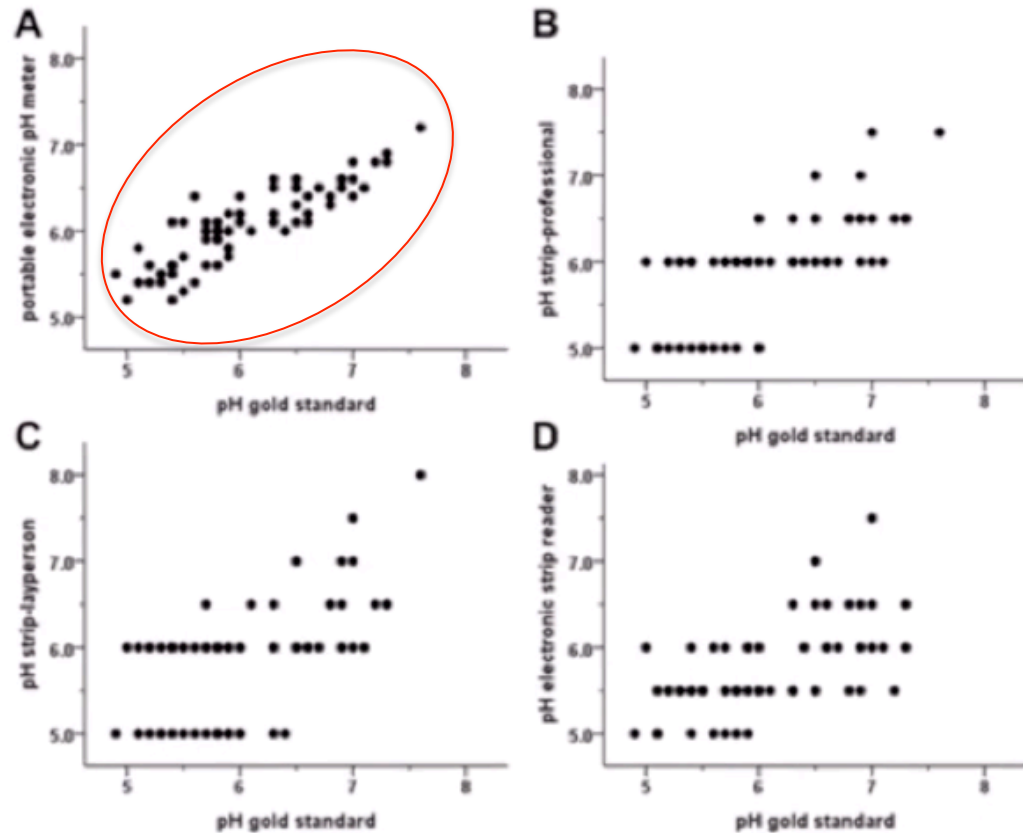 A
portable electronic pH meter
8.0
7.0
6.0
5.0
5 6 7 8
pH gold standard
B
pH strip-professional
8.0
7.0
6.0
5.0
5 6 7 8
pH gold standard
C
pH strip-layperson
8.0
7.0
6.0
5.0
5 6 7 8
pH gold standard
D
pH electronic strip reader
8.0
7.0
6.0
5.0
5 6 7 8
pH gold standard